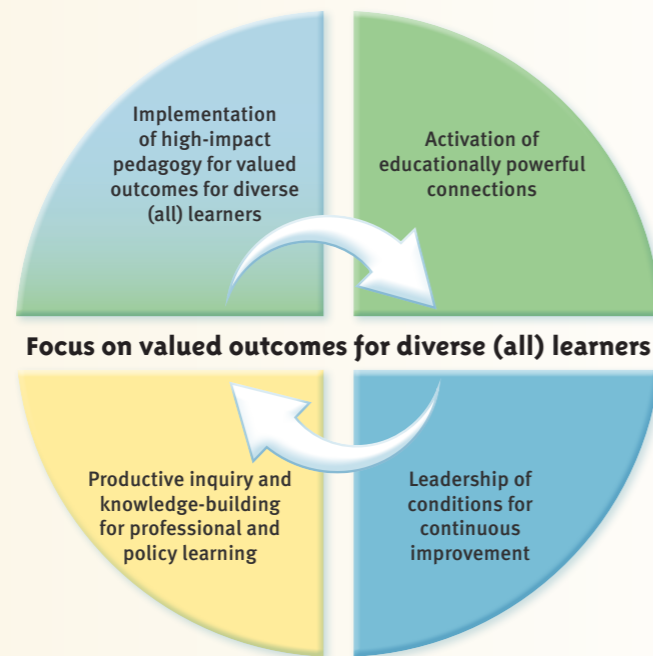 Implementation
of high-impact
pedagogy for valued
outcomes for diverse
(all) learners
Activation of
educationally powerful
connections
Focus on valued outcomes for diverse (all) learners
Productive inquiry and
knowledge-building
for professional and
policy learning
Leadership of
conditions for
continuous
improvement